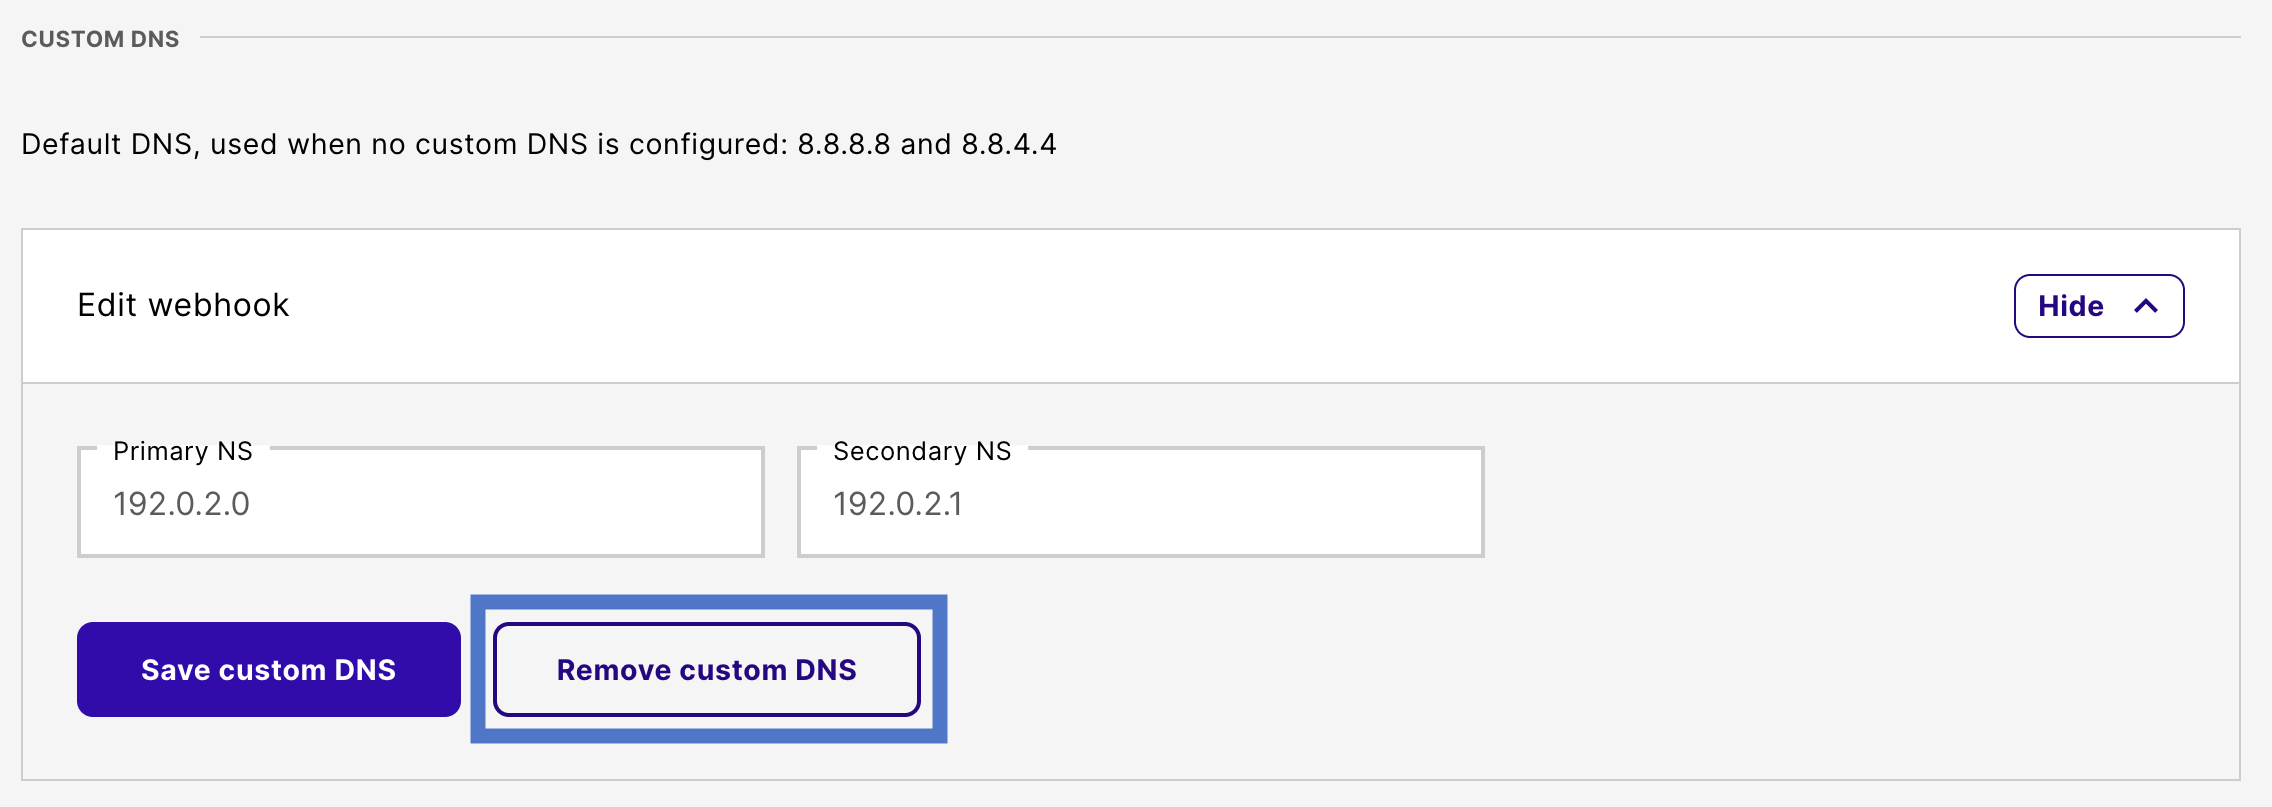 CUSTOM DNS
Default DNS, used when no custom DNS is configured: 8.8.8.8 and 8.8.4.4
Edit webhook
Hide
Primary NS
Secondary NS
192.0.2.0
192.0.2.1
Save custom DNS
Remove custom DNS